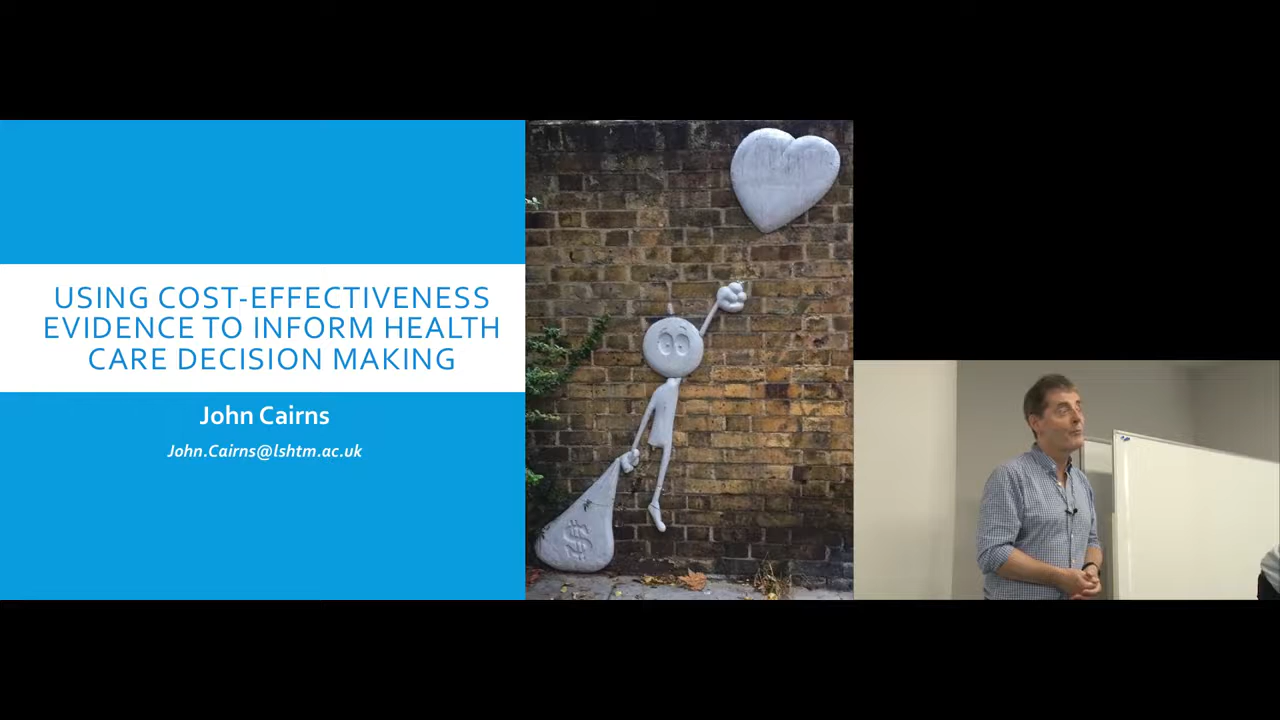 USING COST-EFFECTIVENESS
EVIDENCE TO INFORM HEALTH
CARE DECISION MAKING
John Cairns
John.Cairns@lshtm.ac.uk
$